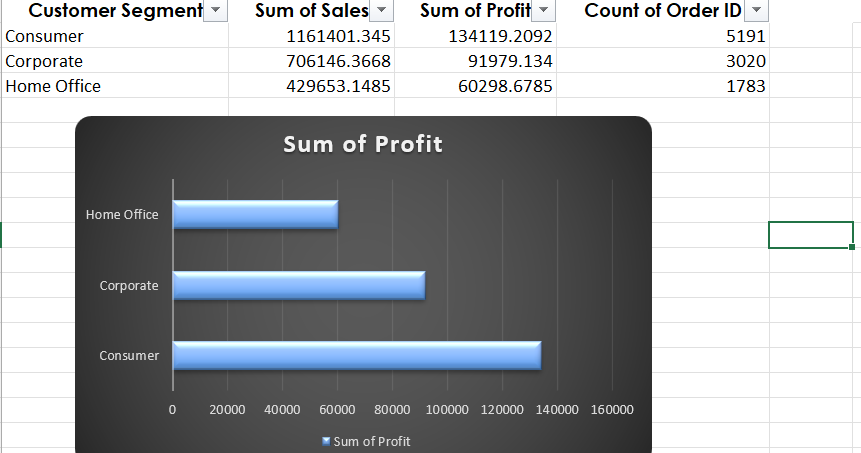 Customer Segment Sum of Sales Sum of Profit Count of Order ID
Consumer 1161401.345 134119.2092 5191
Corporate 706146.3668 91979.134 3020
Home Office 429653.1485 60298.6785 1783
Sum of Profit
Home Office
Corporate
Consumer
0 20000 40000 60000 80000 100000 120000 140000 160000
Sum of Profit